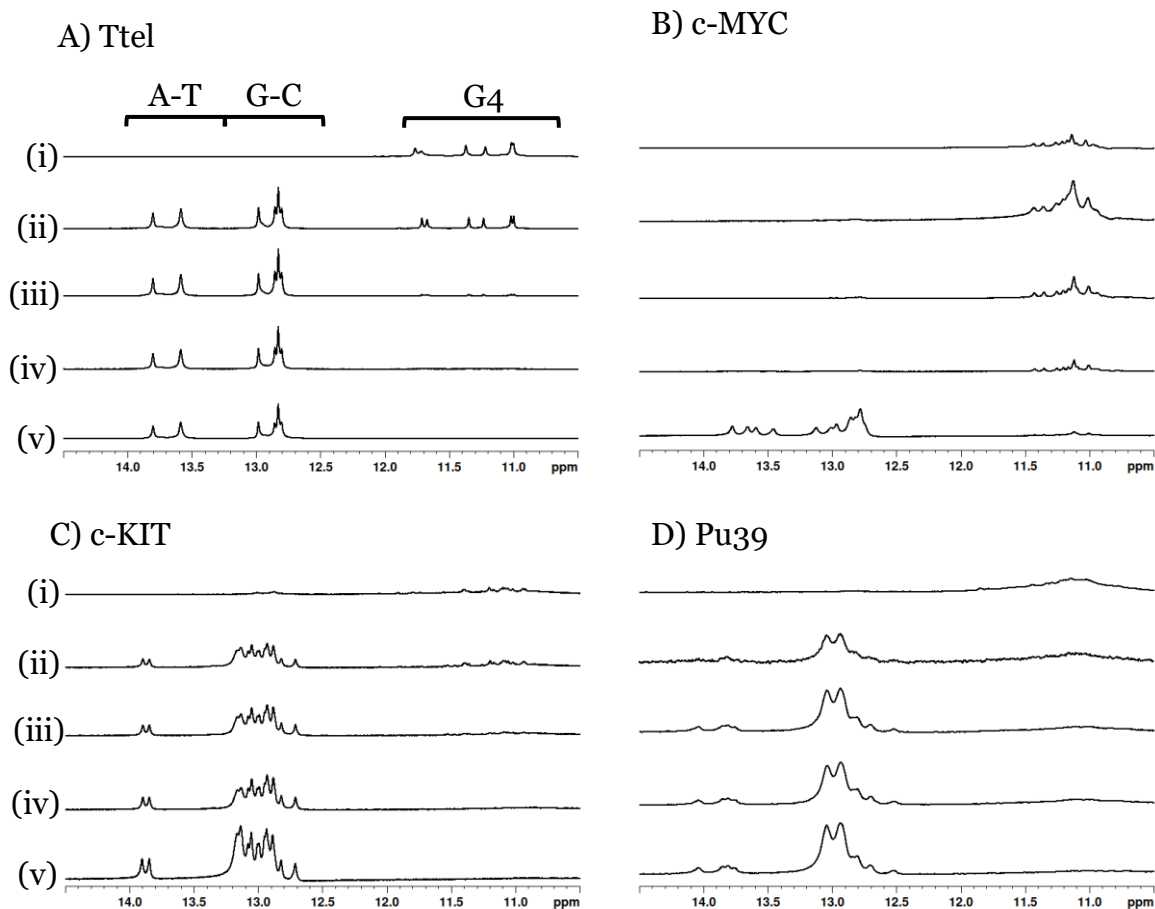 A) Ttel
B) c-MYC
A-T G-C G4
(i)
(ii)
(iii)
(iv)
(v)
14.0 13.5 13.0 12.5 12.0 11.5 11.0 ppm
14.0 13.5 13.0 12.5 12.0 11.5 11.0 ppm
C) c-KIT
D) Pu39
(i)
(ii)
(iii)
(iv)
(v)
14.0 13.5 13.0 12.5 12.0 11.5 11.0 ppm
14.0 13.5 13.0 12.5 12.0 11.5 11.0 ppm